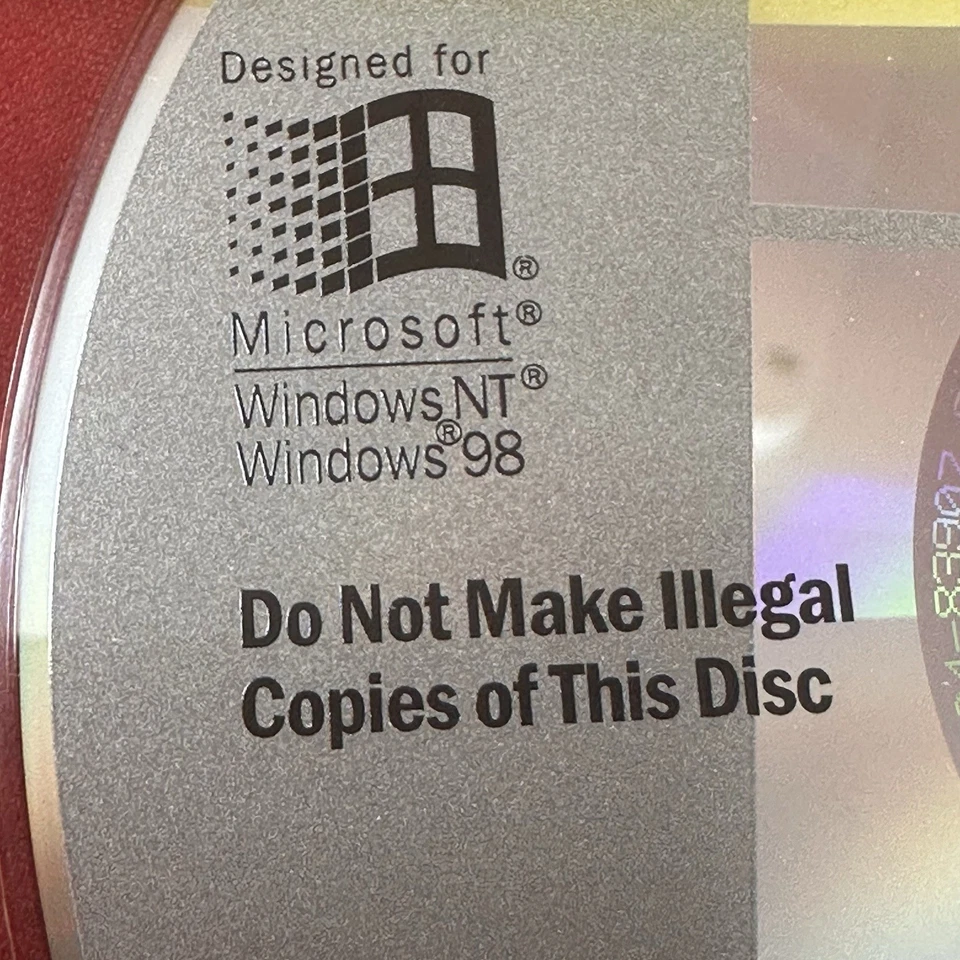 Designed for
®
Microsoft®
Windows NT®
Windows®98
Do Not Make Illegal
Copies of This Disc